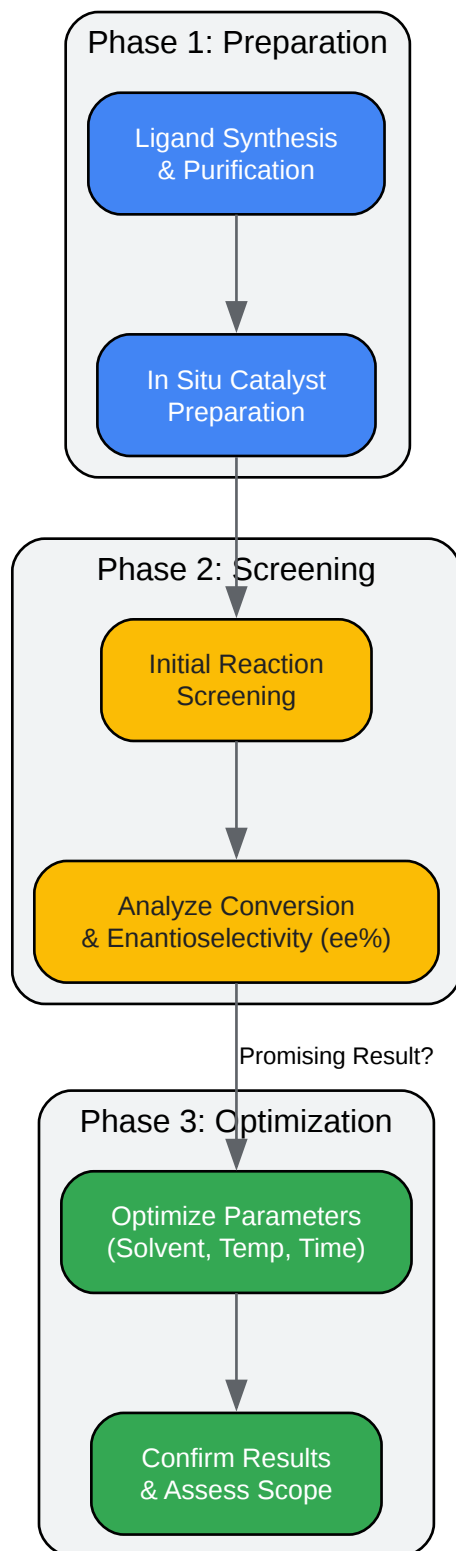 Phase 1: Preparation
Ligand Synthesis
& Purification
In Situ Catalyst
Preparation
Phase 2: Screening
Initial Reaction
Screening
Analyze Conversion
& Enantioselectivity (ee%)
Promising Result?
Phase 3: Optimization
Optimize Parameters
(Solvent, Temp, Time)
Confirm Results
& Assess Scope